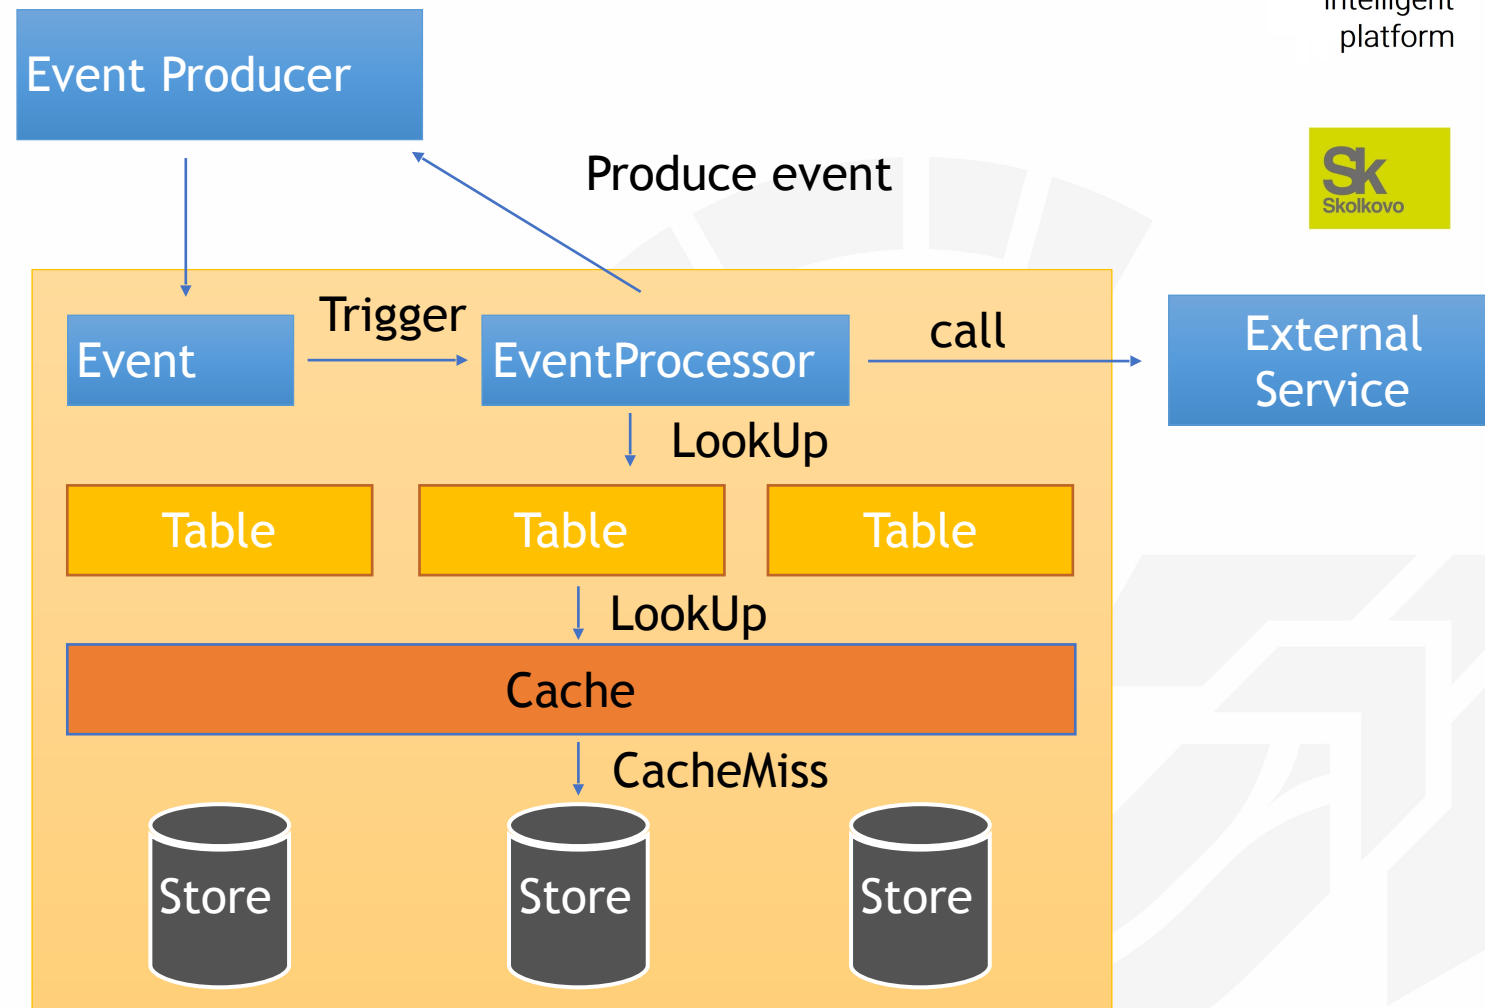 intelligent
platform
Event Producer
Produce event
Sk
Skolkovo
Event
Trigger
EventProcessor
call
External
Service
LookUp
Table
Table
Table
LookUp
Cache
CacheMiss
Store
Store
Store